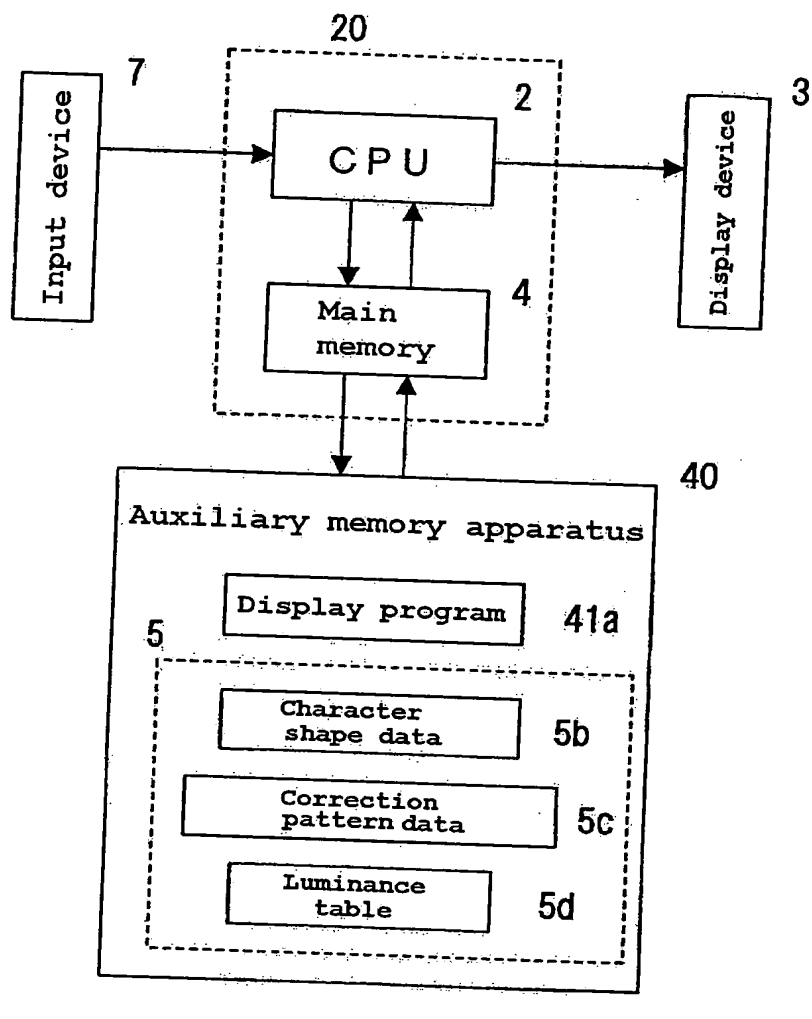 20
7
2
3
Input device
CPU
Display device
4
Main
memory
40
Auxiliary memory apparatus
Display program
41a
5
Character
shape data
5b
Correction
pattern data
5c
Luminance
table
5d